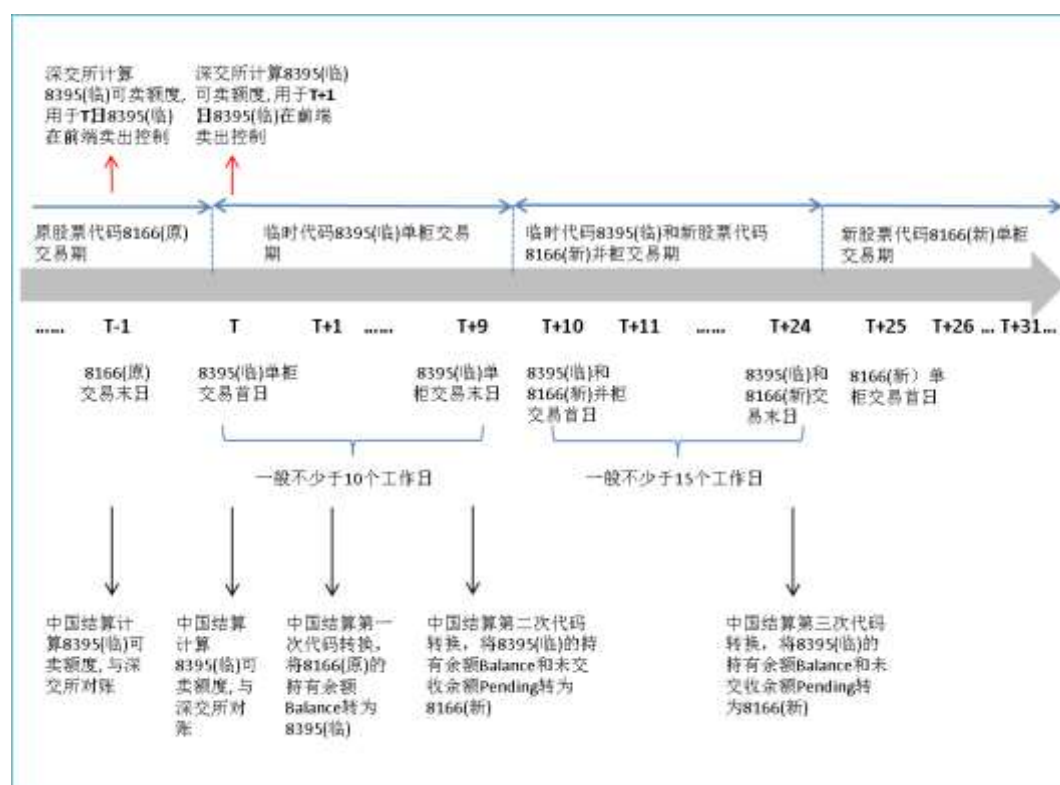 深交所计算
8395(临)可卖额度,
用于T日8395(临)
在前端卖出控制
深交所计算8395(临)
可卖额度, 用于T+1
日8395(临)在前端
卖出控制
原股票代码8166(原)
交易期
临时代码8395(临)单柜交易
期
临时代码8395(临)和新股票代码
8166(新)并柜交易期
新股票代码8166(新)单柜
交易期
...... T-1 T T+1 ...... T+9 T+10 T+11 ...... T+24 T+25 T+26 ... T+31...
8166(原)
交易末日
8395(临)单柜
交易首日
8395(临)单
柜交易末日
8395(临)和
8166(新)并柜
交易首日
8395(临)和
8166(新)交
易末日
8166(新）单
柜交易首日
一般不少于10个工作日
一般不少于15个工作日
中国结算计
算8395(临)可
卖额度, 与深
交所对账
中国结算
计算
8395(临)可
卖额度, 与
深交所对
账
中国结算第一
次代码转换，
将8166(原)的
持有余额
Balance转为
8395(临)
中国结算第二次代码
转换，将8395(临)的持
有余额Balance和未交
收余额Pending转为
8166(新)
中国结算第三次代码
转换，将8395(临)的
持有余额Balance和未
交收余额Pending转
为8166(新)